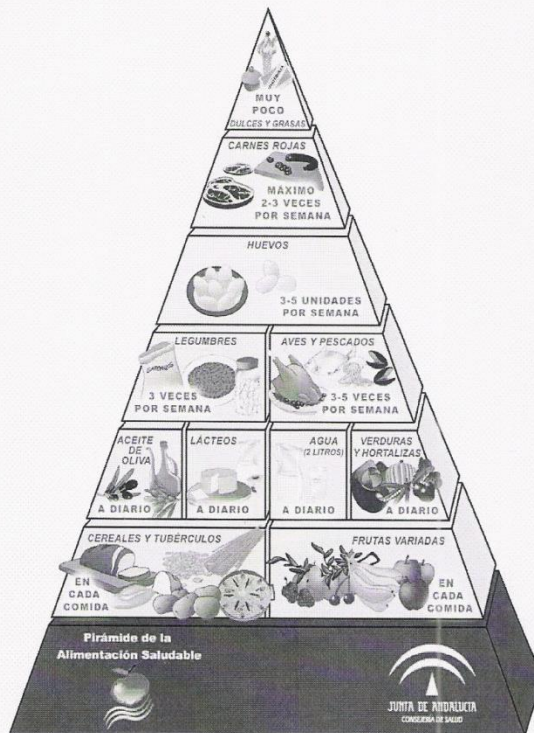 MUY
POCO
DULCES Y GRASAS
CARNES ROJAS
MÁXIMO
2-3 VECES
POR SEMANA
HUEVOS
3-5 UNIDADES
POR SEMANA
LEGUMBRES
3 VECES
POR SEMANA
AVES Y PESCADOS
3-5 VECES
POR SEMANA
ACEITE
DE
OLIVA
A DIARIO
LÁCTEOS
A DIARIO
AGUA
(2 LITROS)
A DIARIO
VERDURAS
Y HORTALIZAS
A DIARIO
CEREALES Y TUBÉRCULOS
EN
CADA
COMIDA
FRUTAS VARIADAS
EN
CADA
COMIDA
Pirámide de la
Alimentación Saludable
JUNTA DE ANDALUCIA
CONSEJERÍA DE SALUD